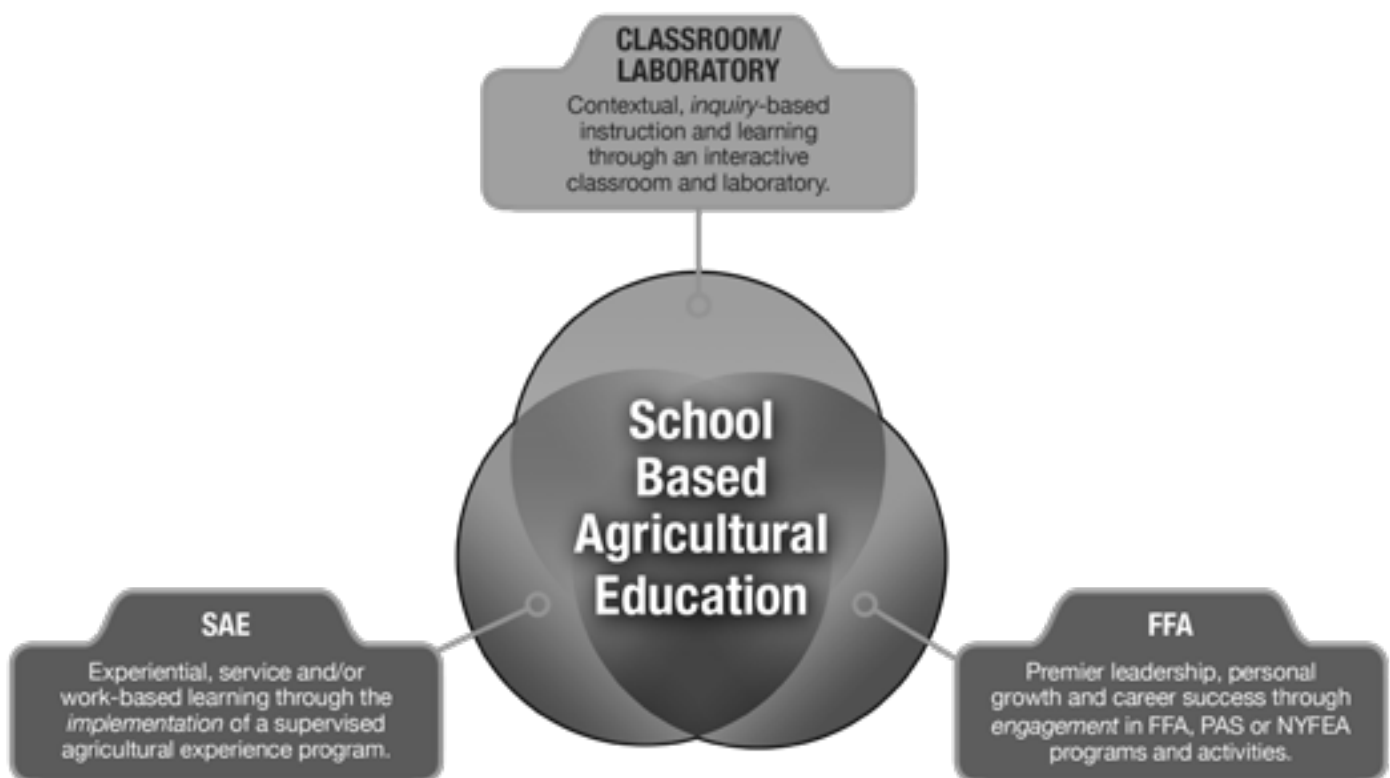 CLASSROOM/
LABORATORY
Contextual, inquiry-based
instruction and learning
through an interactive
classroom and laboratory.
School
Based
Agricultural
Education
SAE
Experiential, service and/or
work-based learning through the
implementation of a supervised
agricultural experience program.
FFA
Premier leadership, personal
growth and career success through
engagement in FFA, PAS or NYFEA
programs and activities.